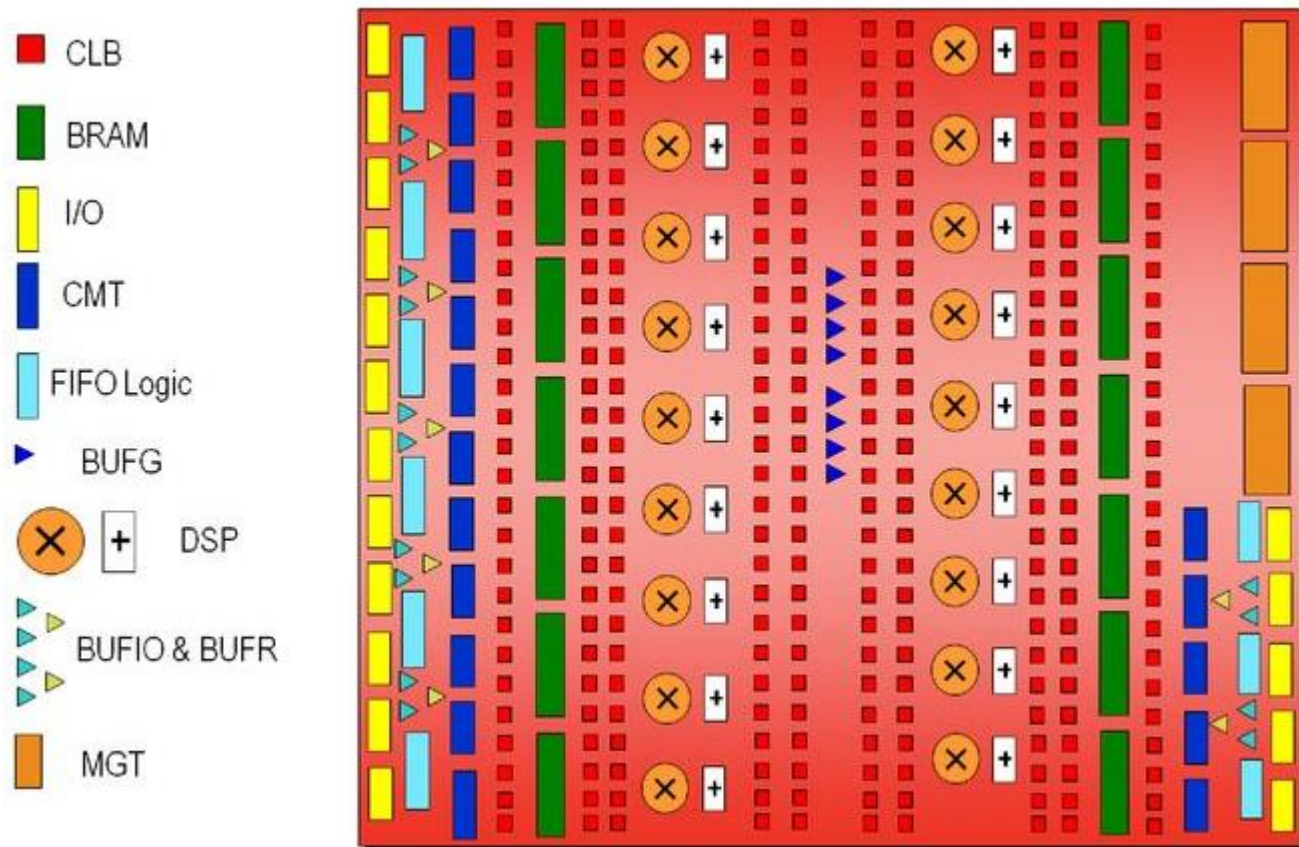 CLB
BRAM
I/O
CMT
FIFO Logic
BUFG
DSP
BUFIO & BUFR
MGT